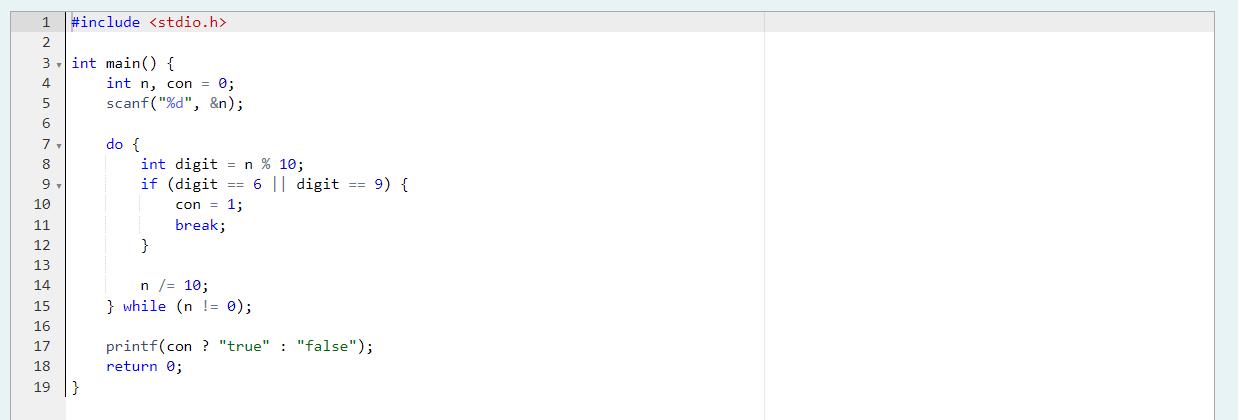 1 #include <stdio.h>
2
3 int main() {
4     int n, con = 0;
5     scanf("%d", &n);
6
7     do {
8         int digit = n % 10;
9         if (digit == 6 || digit == 9) {
10             con = 1;
11             break;
12         }
13
14         n /= 10;
15     } while (n != 0);
16
17     printf(con ? "true" : "false");
18     return 0;
19 }